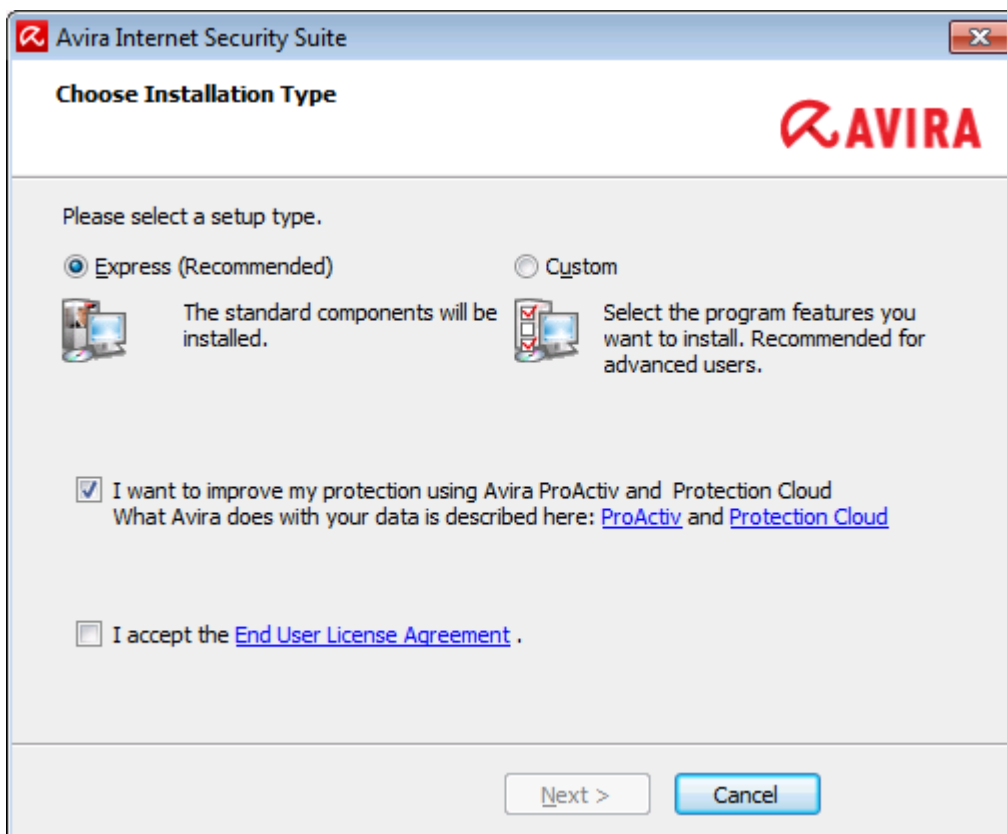 Avira Internet Security Suite
Choose Installation Type
AVIRA
Please select a setup type.
Express (Recommended)
Custom
The standard components will be
installed.
Select the program features you
want to install. Recommended for
advanced users.
I want to improve my protection using Avira ProActiv and  Protection Cloud
What Avira does with your data is described here: ProActiv and Protection Cloud
I accept the End User License Agreement .
Next >
Cancel